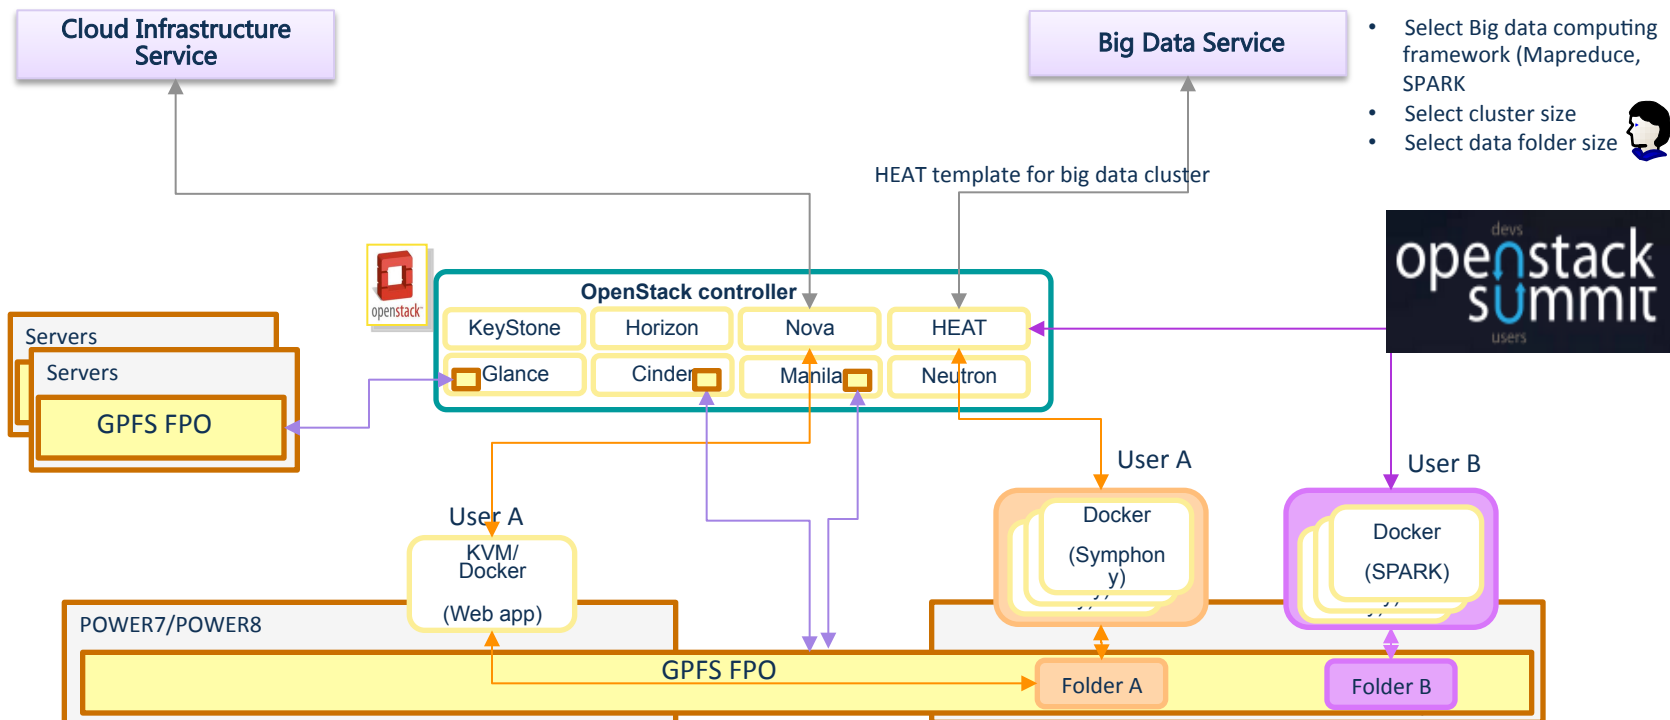 Cloud Infrastructure
Service
Big Data Service
• Select Big data computing
framework (Mapreduce,
SPARK
• Select cluster size
• Select data folder size
HEAT template for big data cluster
devs
openstack
summit
users
openstack
OpenStack controller
KeyStone
Horizon
Nova
HEAT
Glance
Cinder
Manila
Neutron
Servers
Servers
GPFS FPO
User A
User B
User A
Docker
(Symphon
y)
y)
y)
Docker
(SPARK)
y)
y)
KVM/
Docker
(Web app)
POWER7/POWER8
GPFS FPO
Folder A
Folder B